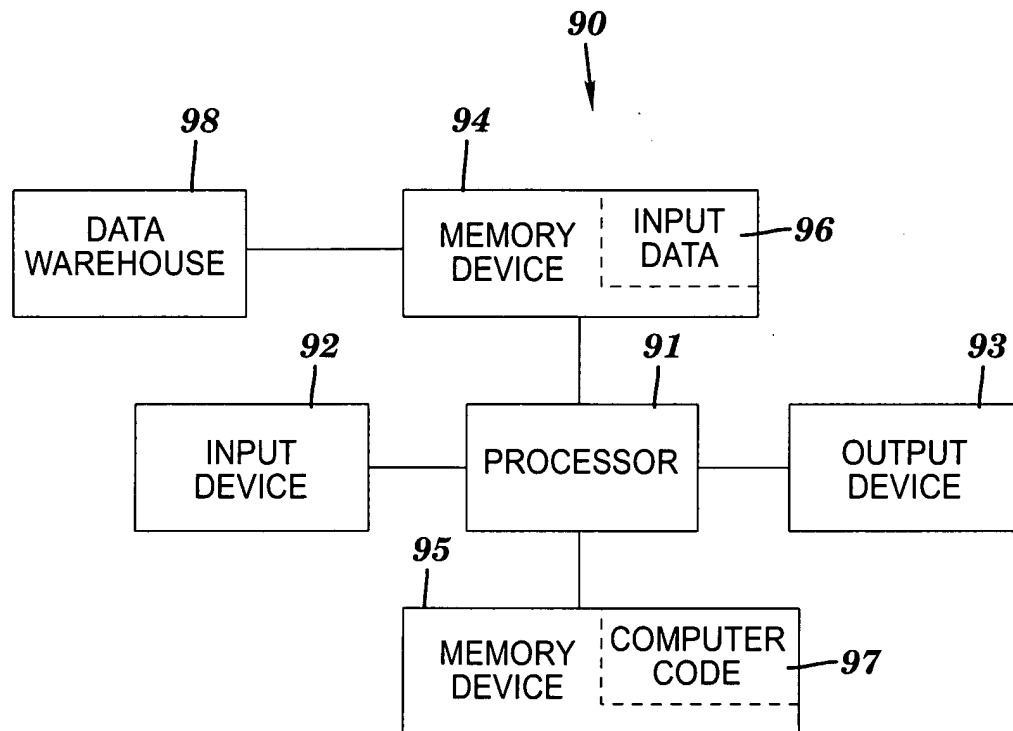 90
98
94
DATA
WAREHOUSE
MEMORY
DEVICE
INPUT
DATA
96
92
91
93
INPUT
DEVICE
PROCESSOR
OUTPUT
DEVICE
95
MEMORY
DEVICE
COMPUTER
CODE
97